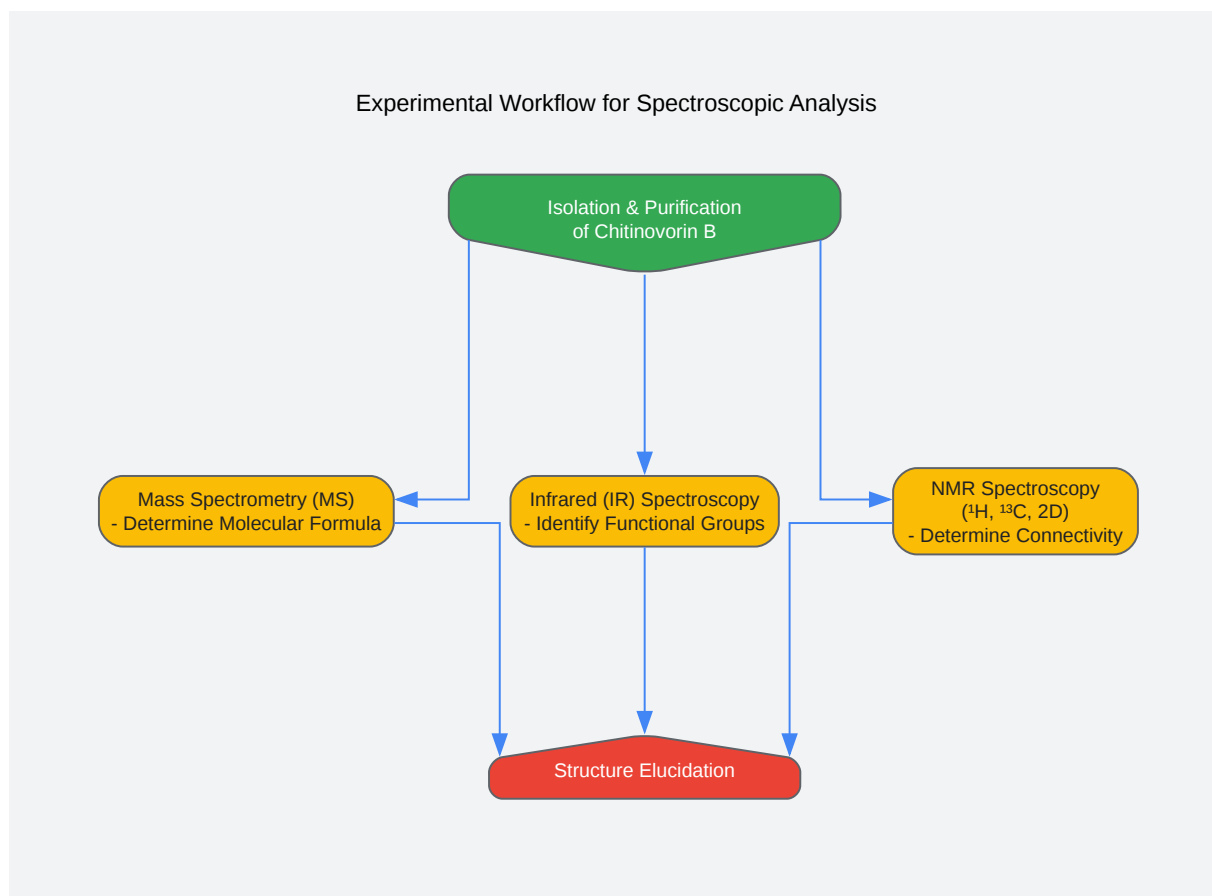 Experimental Workflow for Spectroscopic Analysis
Isolation & Purification
of Chitinovorin B
Mass Spectrometry (MS)
- Determine Molecular Formula
Infrared (IR) Spectroscopy
- Identify Functional Groups
NMR Spectroscopy
(¹H, ¹³C, 2D)
- Determine Connectivity
Structure Elucidation